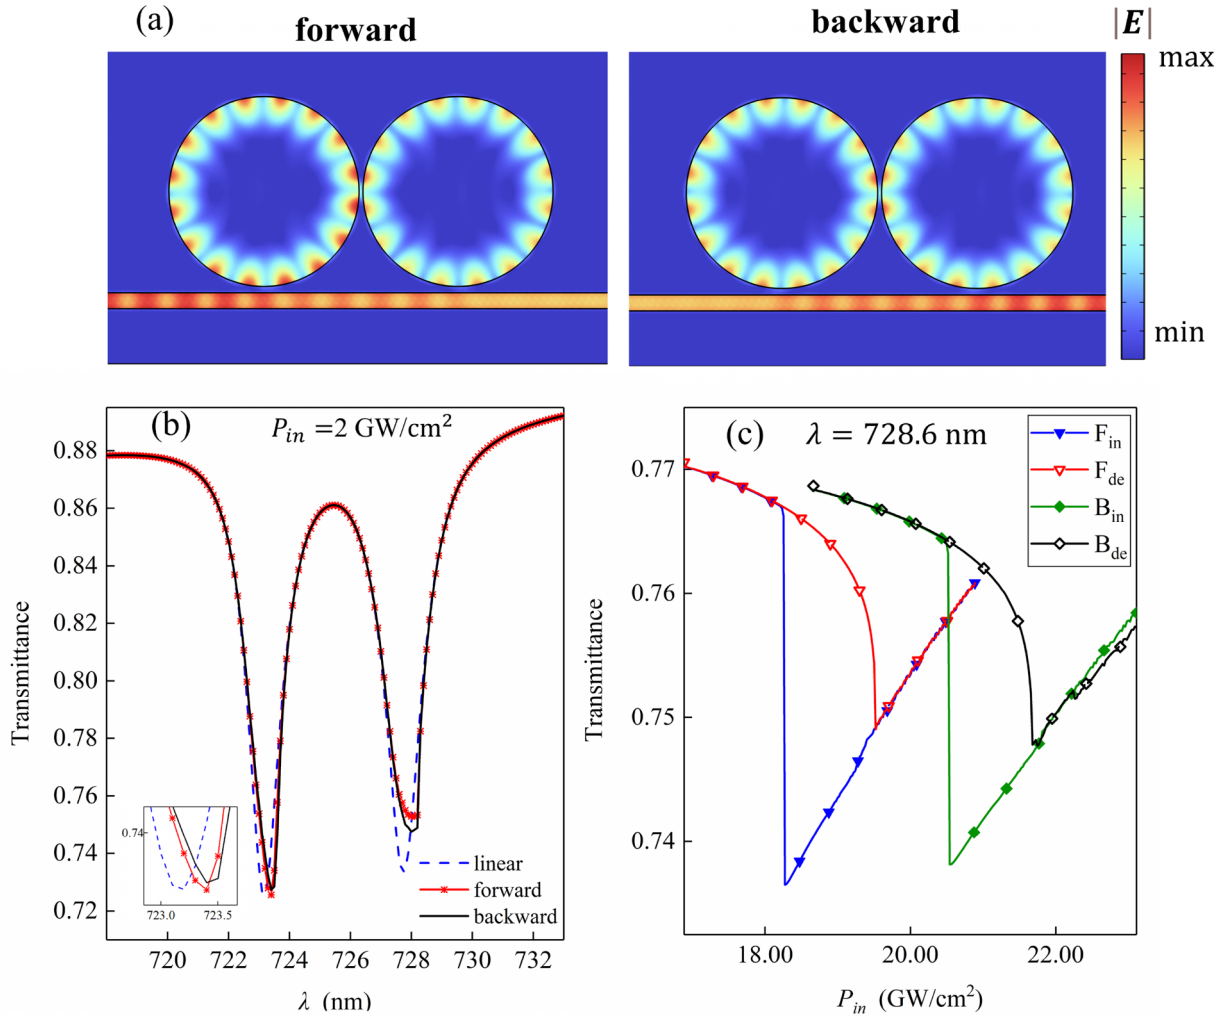 (a)
forward
backward
|E|
max
min
(b)
P_in =2 GW/cm²
0.88
0.86
0.84
0.82
0.80
0.78
0.76
0.74
0.72
Transmittance
0.74
723.0 723.5
linear
forward
backward
720 722 724 726 728 730 732
λ (nm)
(c)
λ = 728.6 nm
F_in
F_de
B_in
B_de
0.77
0.76
0.75
0.74
Transmittance
18.00 20.00 22.00
P_in (GW/cm²)